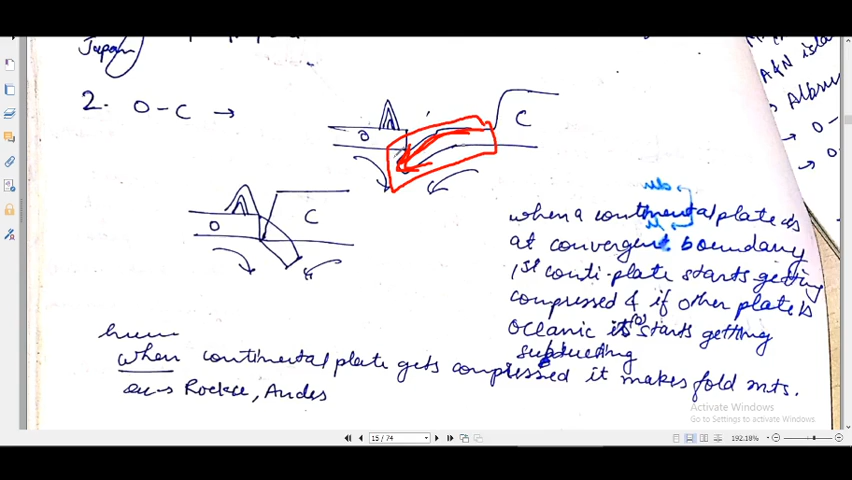 Japan
2. O-C →
O
C
A&N isla
→ O-
O
C
when a continental plate is
at convergent boundary
1st conti-plate starts getting
compressed & if other plate is
oceanic it starts getting
subducting
when continental plate gets compressed it makes fold mts.
Andes
Activate Windows
Go to Settings to activate Windows.
15 / 74
192.18%